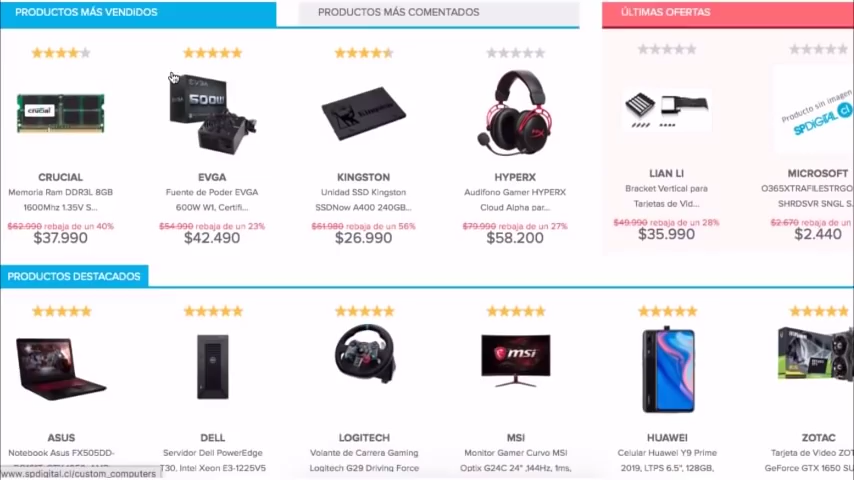 PRODUCTOS MÁS VENDIDOS
PRODUCTOS MÁS COMENTADOS
ÚLTIMAS OFERTAS
CRUCIAL
Memoria Ram DDR3L 8GB
1600Mhz 1.35V S...
$62.990 rebaja de un 40%
$37.990
EVGA
600W
EVGA
Fuente de Poder EVGA
600W W1, Certifi...
$54.990 rebaja de un 23%
$42.490
Kingston
KINGSTON
Unidad SSD Kingston
SSDNow A400 240GB...
$61.980 rebaja de un 56%
$26.990
HYPERX
Audifono Gamer HYPERX
Cloud Alpha par...
$79.990 rebaja de un 27%
$58.200
LIAN LI
Bracket Vertical para
Tarjetas de Vid...
$49.990 rebaja de un 28%
$35.990
Producto sin imagen
SPDIGITAL cl
MICROSOFT
O365XTRAFILESTRGO
SHRDSVR SNGL S
$2.670 rebaja de un
$2.440
PRODUCTOS DESTACADOS
ASUS
Notebook Asus FX505DD-
DELL
Servidor Dell PowerEdge
T30, Intel Xeon E3-1225V5
LOGITECH
Volante de Carrera Gaming
Logitech G29 Driving Force
msi
MSI
Monitor Gamer Curvo MSI
Optix G24C 24" ,144Hz, 1ms,
HUAWEI
Celular Huawei Y9 Prime
2019, LTPS 6.5", 128GB,
ZOTAC
Tarjeta de Video ZOT
GeForce GTX 1650 SU
www.spdigital.cl/custom_computers